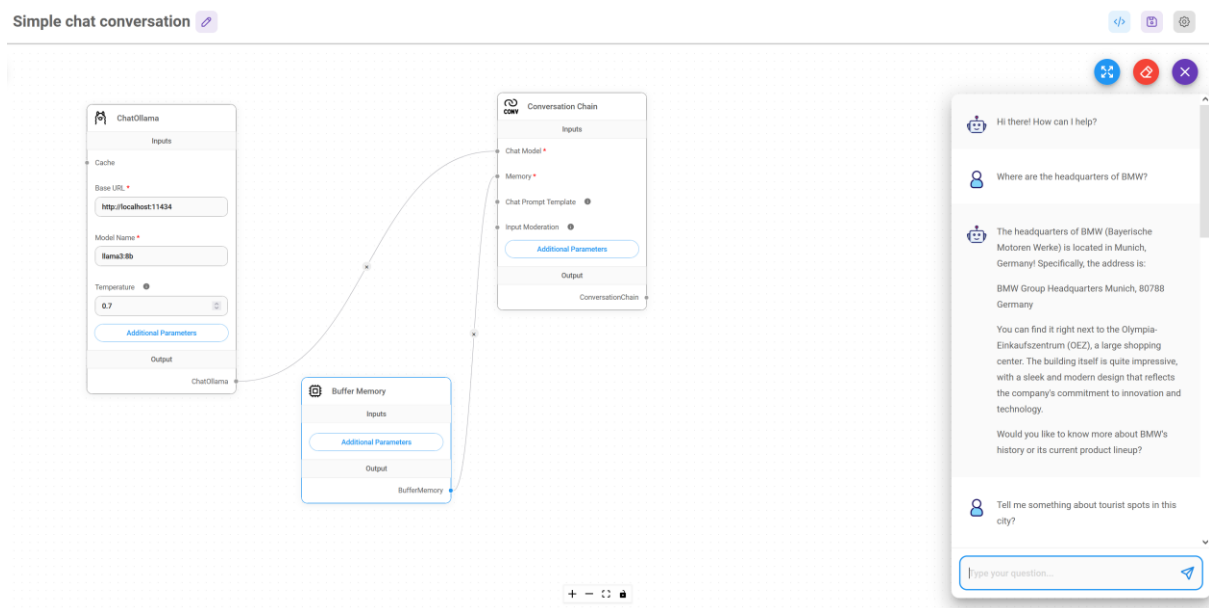 Simple chat conversation
ChatOllama
Inputs
Cache
Base URL *
http://localhost:11434
Model Name *
llama3:8b
Temperature
0.7
Additional Parameters
Output
ChatOllama
Buffer Memory
Inputs
Additional Parameters
Output
BufferMemory
CONV
Conversation Chain
Inputs
Chat Model *
Memory *
Chat Prompt Template
Input Moderation
Additional Parameters
Output
ConversationChain
Hi there! How can I help?
Where are the headquarters of BMW?
The headquarters of BMW (Bayerische
Motoren Werke) is located in Munich,
Germany! Specifically, the address is:
BMW Group Headquarters Munich, 80788
Germany
You can find it right next to the Olympia-
Einkaufszentrum (OEZ), a large shopping
center. The building itself is quite impressive,
with a sleek and modern design that reflects
the company's commitment to innovation and
technology.
Would you like to know more about BMW's
history or its current product lineup?
Tell me something about tourist spots in this
city?
Type your question...